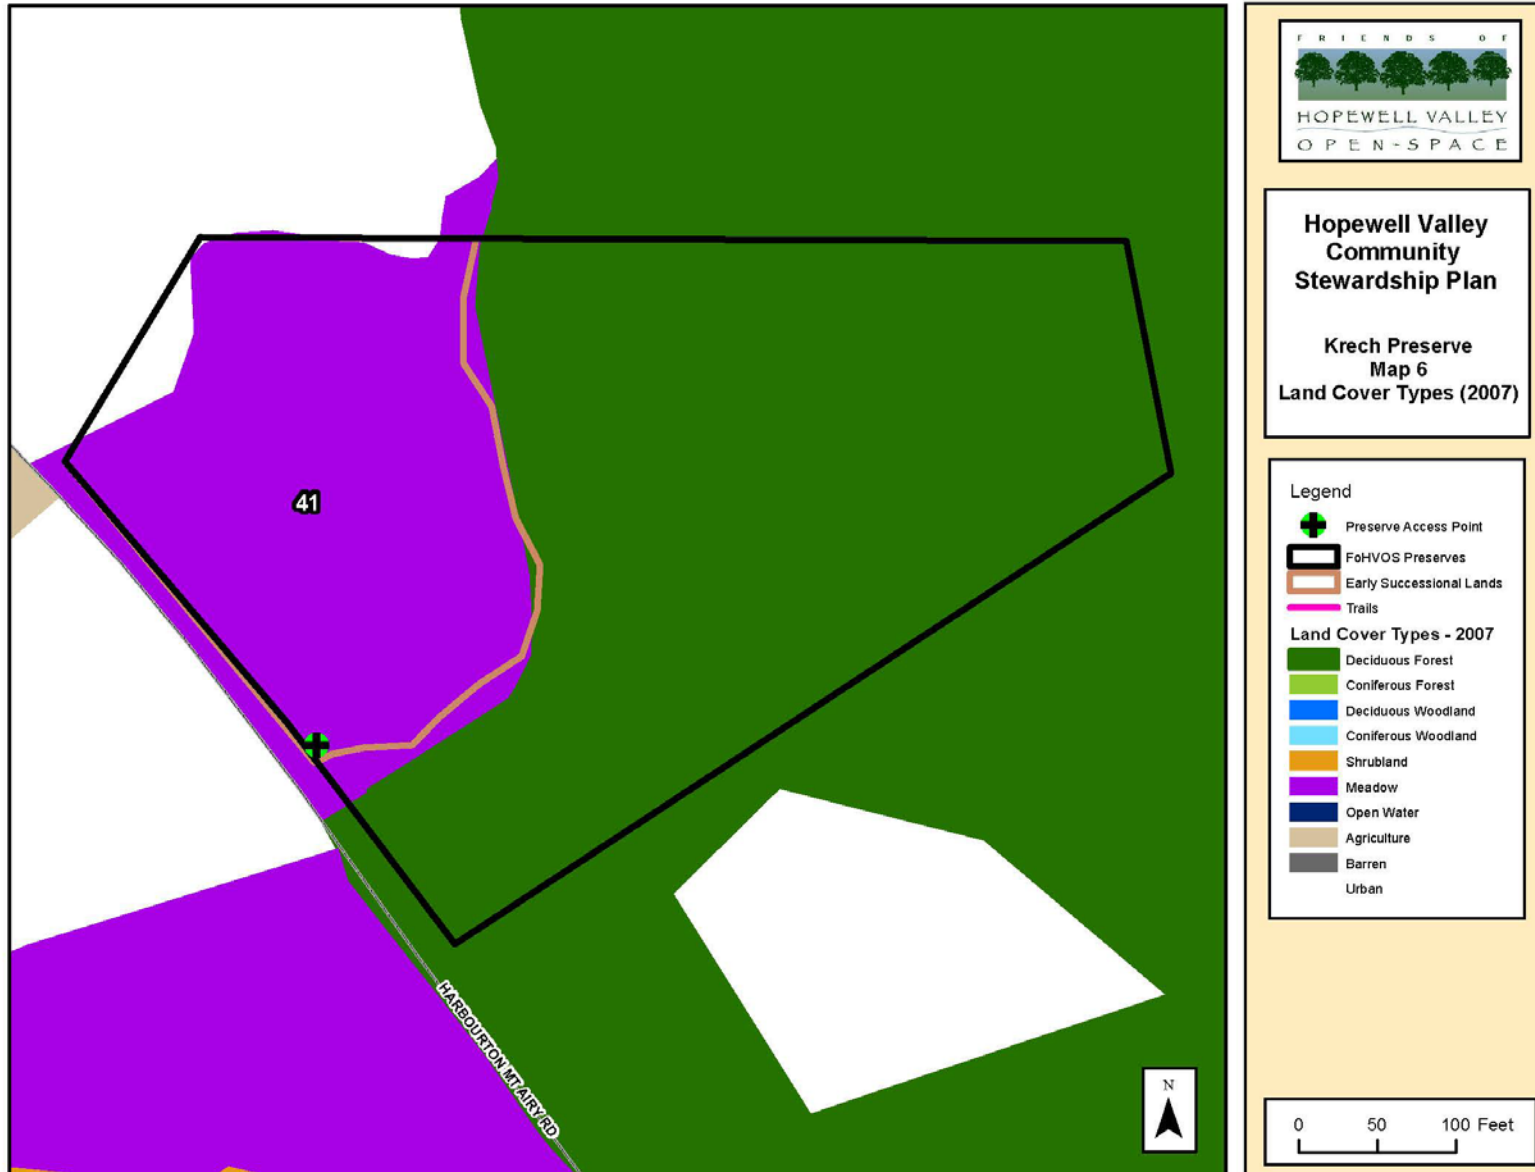 41
HARBOURTON MT AIRY RD
N
FRIENDS OF
HOPEWELL VALLEY
OPEN-SPACE
Hopewell Valley
Community
Stewardship Plan
Krech Preserve
Map 6
Land Cover Types (2007)
Legend
Preserve Access Point
FoHVOS Preserves
Early Successional Lands
Trails
Land Cover Types - 2007
Deciduous Forest
Coniferous Forest
Deciduous Woodland
Coniferous Woodland
Shrubland
Meadow
Open Water
Agriculture
Barren
Urban
0 50 100 Feet